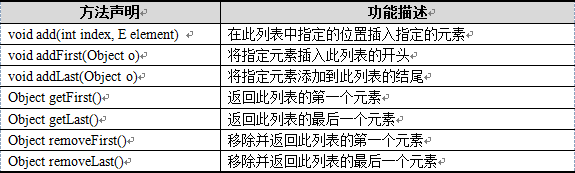 方法声明 功能描述
void add(int index, E element) 在此列表中指定的位置插入指定的元素
void addFirst(Object o) 将指定元素插入此列表的开头
void addLast(Object o) 将指定元素添加到此列表的结尾
Object getFirst() 返回此列表的第一个元素
Object getLast() 返回此列表的最后一个元素
Object removeFirst() 移除并返回此列表的第一个元素
Object removeLast() 移除并返回此列表的最后一个元素